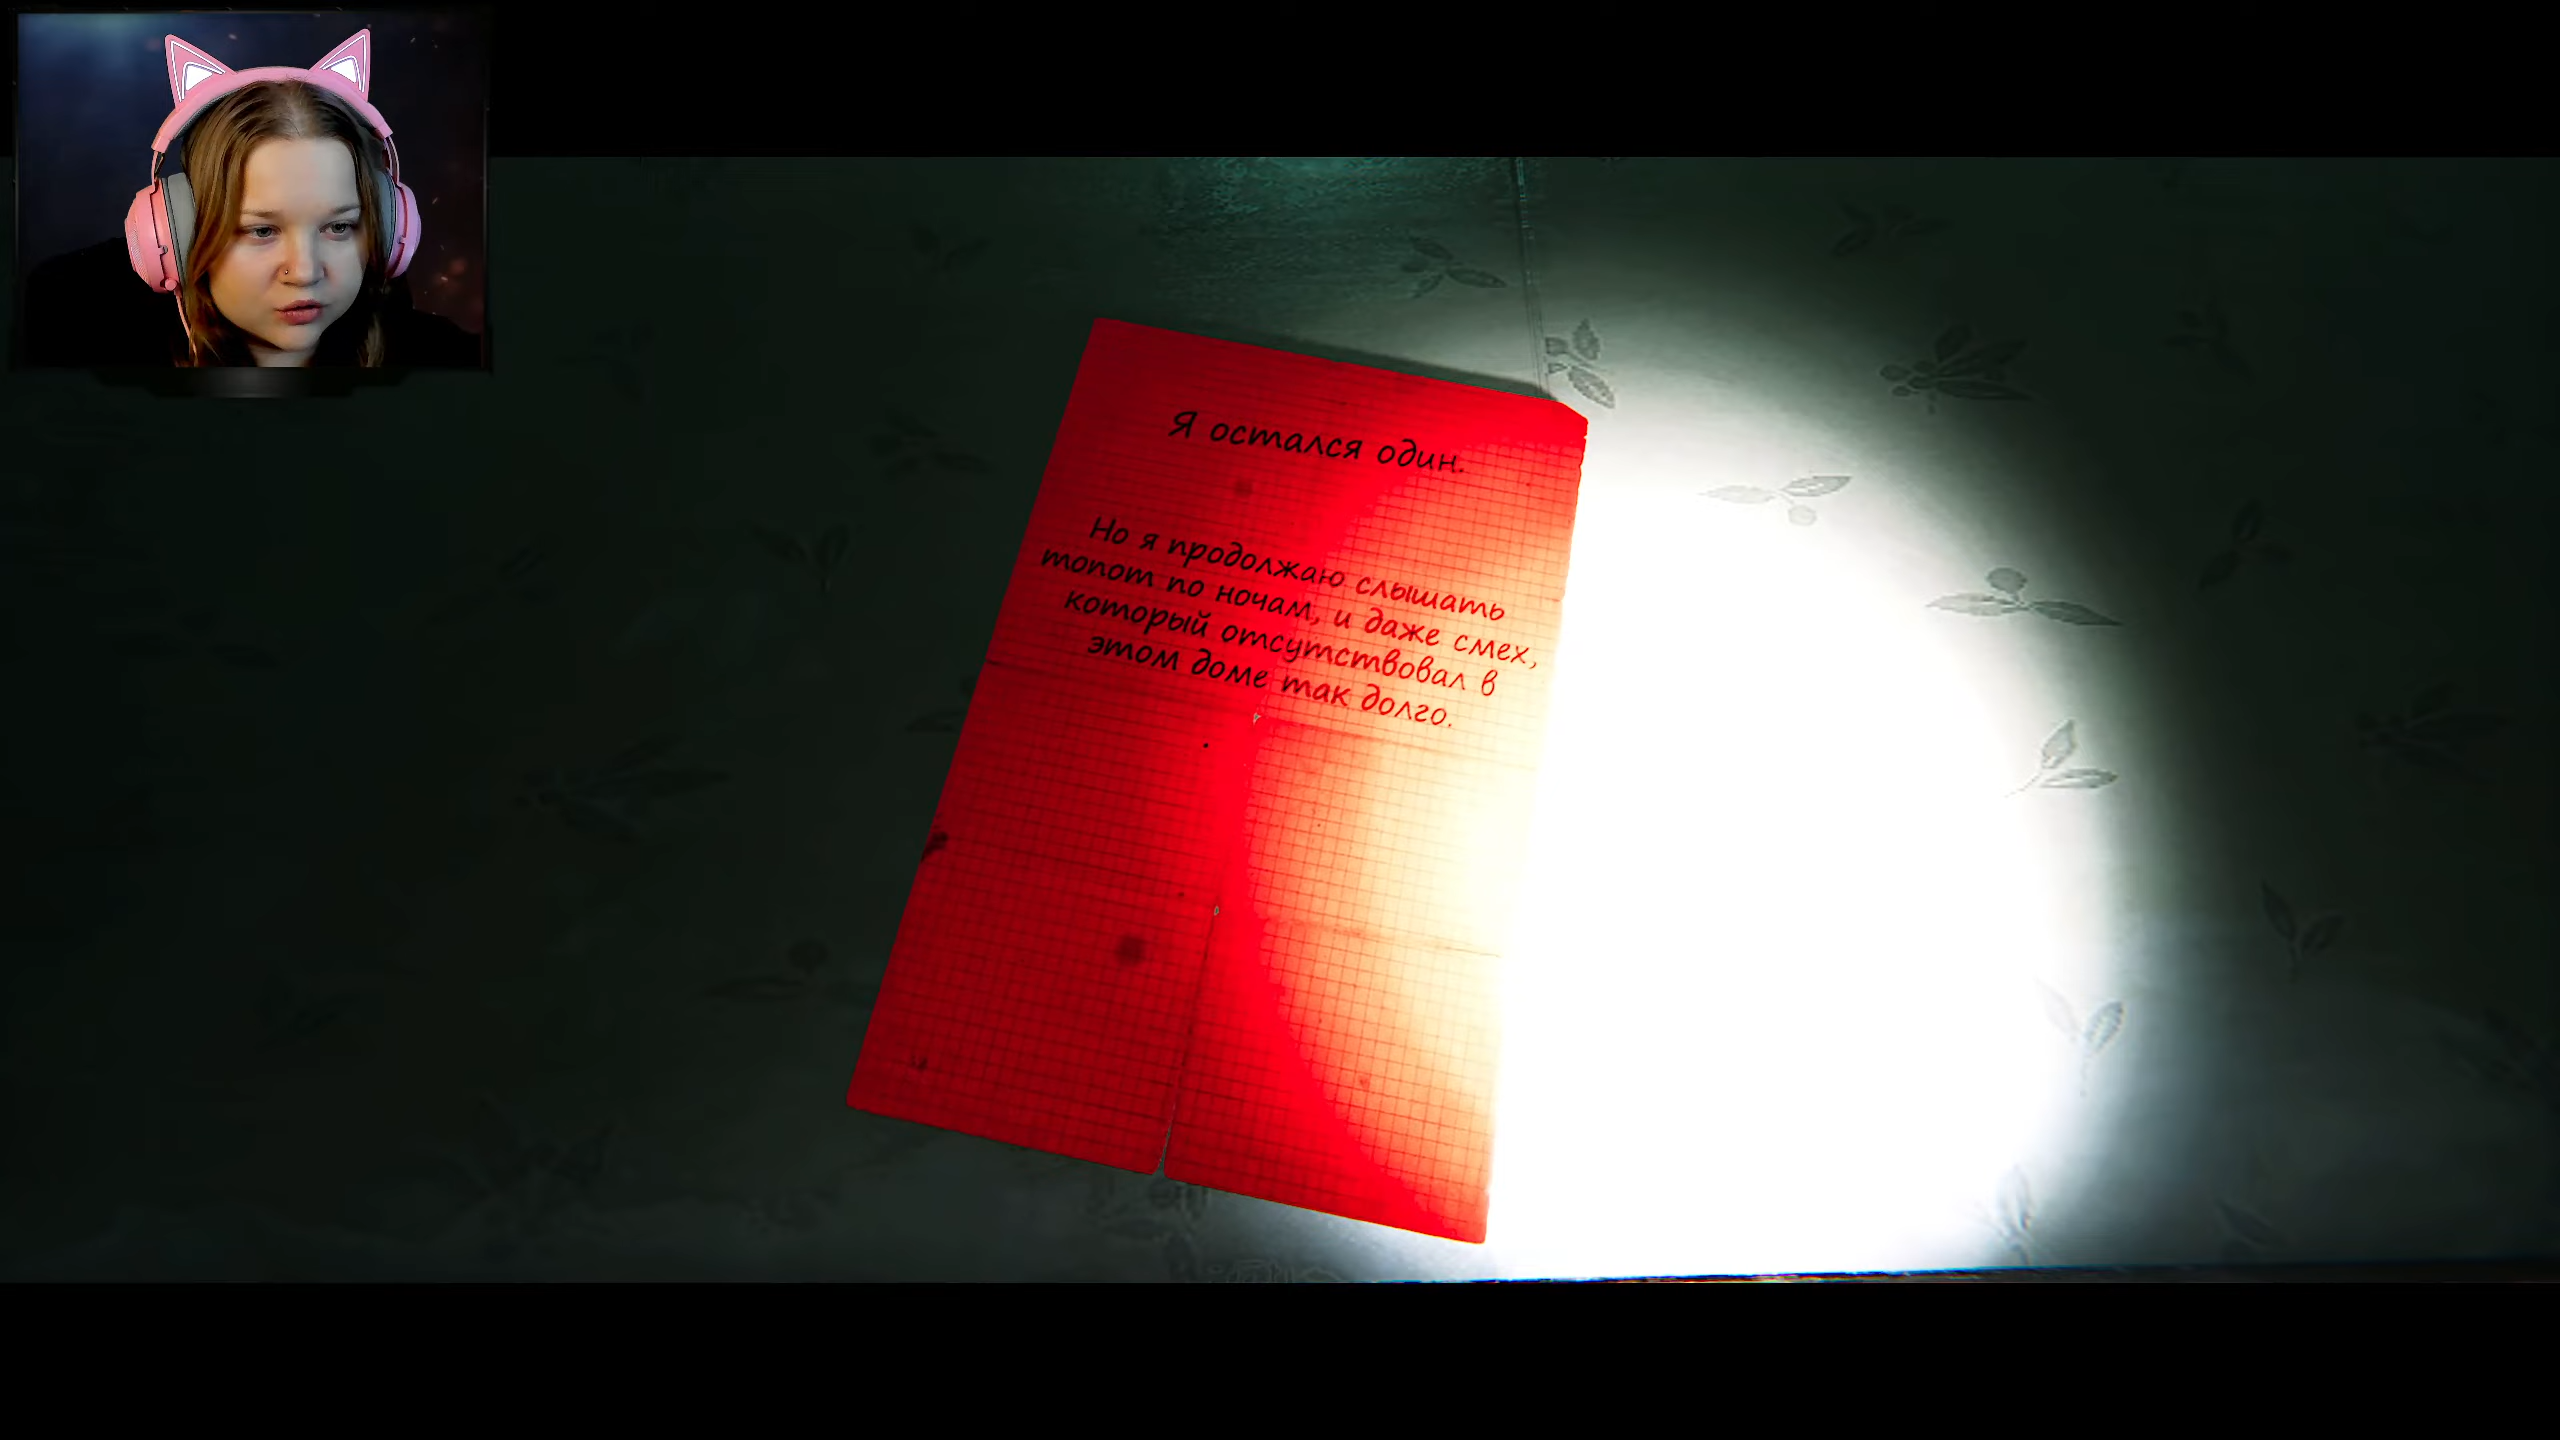 Я остался один.
Но я продолжаю слышать
топот по ночам, и даже смех,
который отсутствовал в
этом доме так долго.